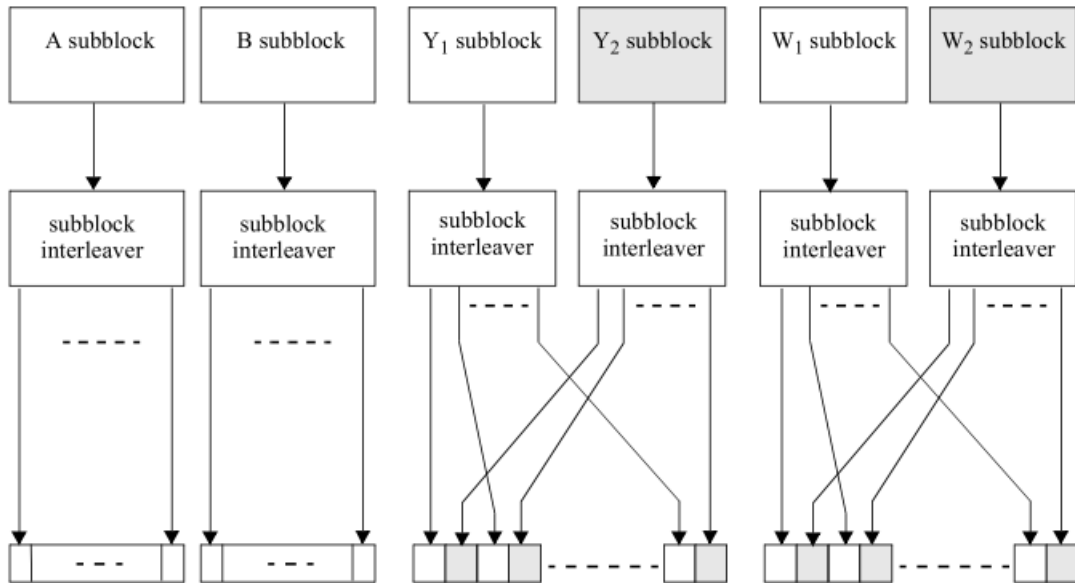 A subblock
B subblock
Y₁ subblock
Y₂ subblock
W₁ subblock
W₂ subblock
subblock
interleaver
subblock
interleaver
subblock
interleaver
subblock
interleaver
subblock
interleaver
subblock
interleaver